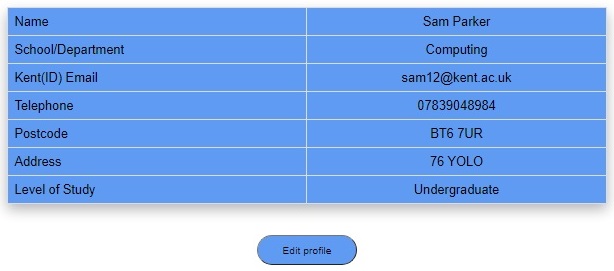 Name Sam Parker
School/Department Computing
Kent(ID) Email sam12@kent.ac.uk
Telephone 07839048984
Postcode BT6 7UR
Address 76 YOLO
Level of Study Undergraduate
Edit profile